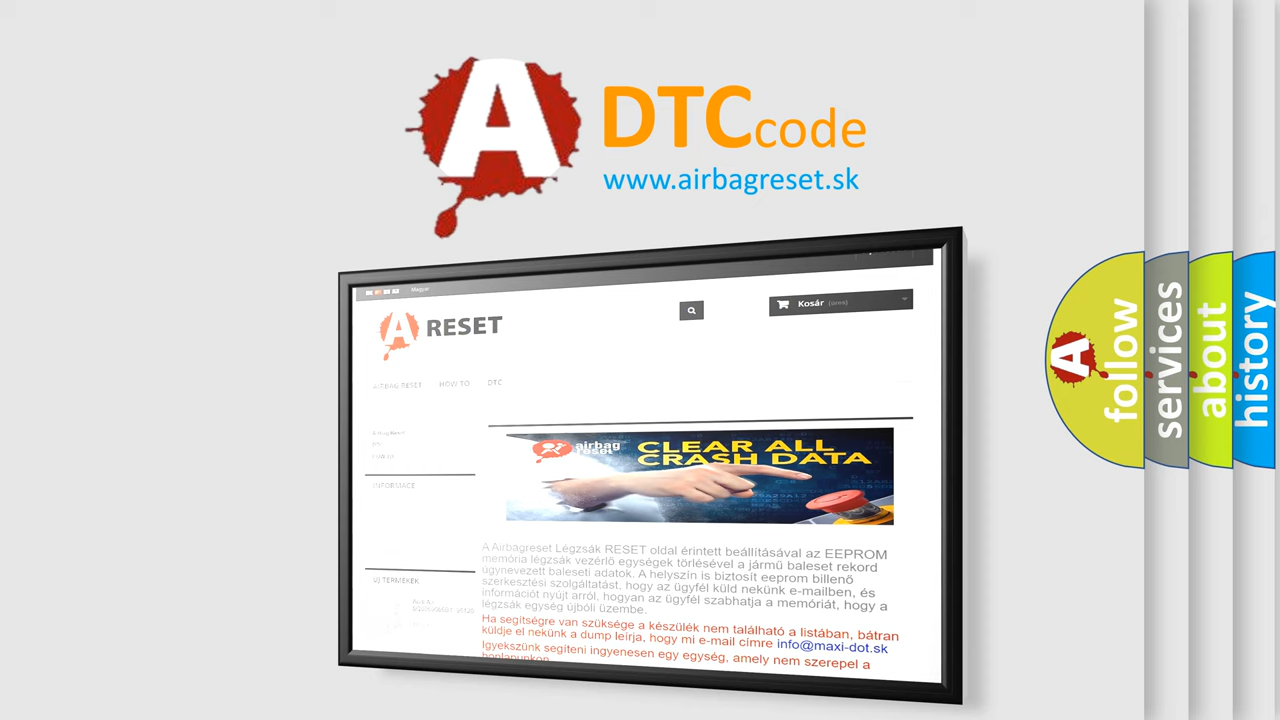 A
DTCcode
www.airbagreset.sk
Magyar
Kosár (üres)
A RESET
AIRBAG RESET HOW TO DTC
INFORMACE
airbag
reset
CLEAR ALL
CRASH DATA
A Airbagreset Légzsák RESET oldal érintett beállításával az EEPROM
memória légzsák vezérlő egységek törlésével a jármű baleset rekord
úgynevezett baleseti adatok. A helyszín is biztosít eeprom billenő
szerkesztési szolgáltatást, hogy az ügyfél küld nekünk e-mailben, és
információt nyújt arról, hogyan az ügyfél szabhatja a memóriát, hogy a
légzsák egység újbóli üzembe.
Ha segítségre van szüksége a készülék nem található a listában, bátran
küldje el nekünk a dump leírja, hogy mi e-mail címre info@maxi-dot.sk
Igyekszünk segíteni ingyenesen egy egység, amely nem szerepel a
honlapunkon
ÚJ TERMÉKEK
A
follow
services
about
history